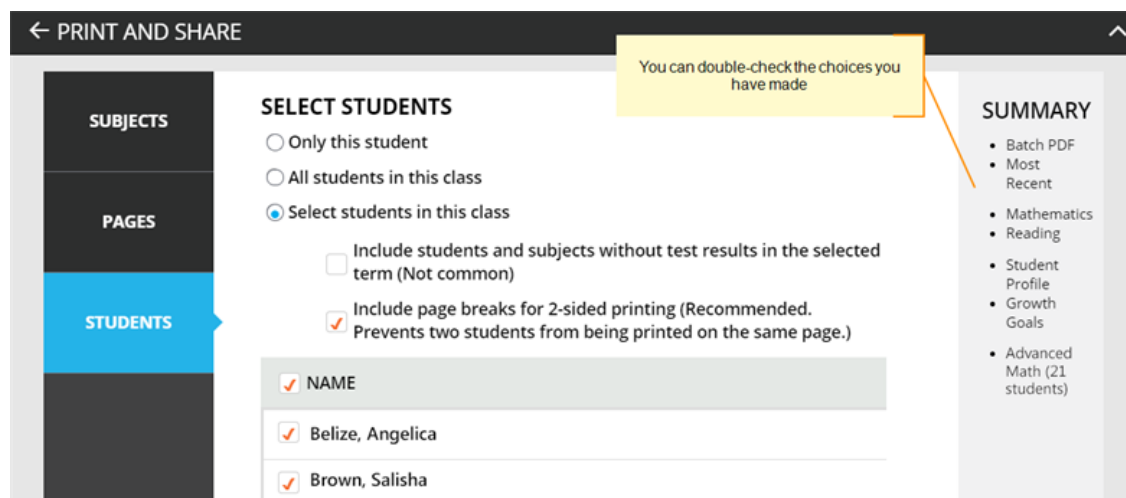 ← PRINT AND SHARE
You can double-check the choices you
have made
SUBJECTS
PAGES
STUDENTS
SELECT STUDENTS
Only this student
All students in this class
Select students in this class
Include students and subjects without test results in the selected
term (Not common)
Include page breaks for 2-sided printing (Recommended.
Prevents two students from being printed on the same page.)
NAME
Belize, Angelica
Brown, Salisha
SUMMARY
• Batch PDF
• Most
Recent
• Mathematics
• Reading
• Student
Profile
• Growth
Goals
• Advanced
Math (21
students)